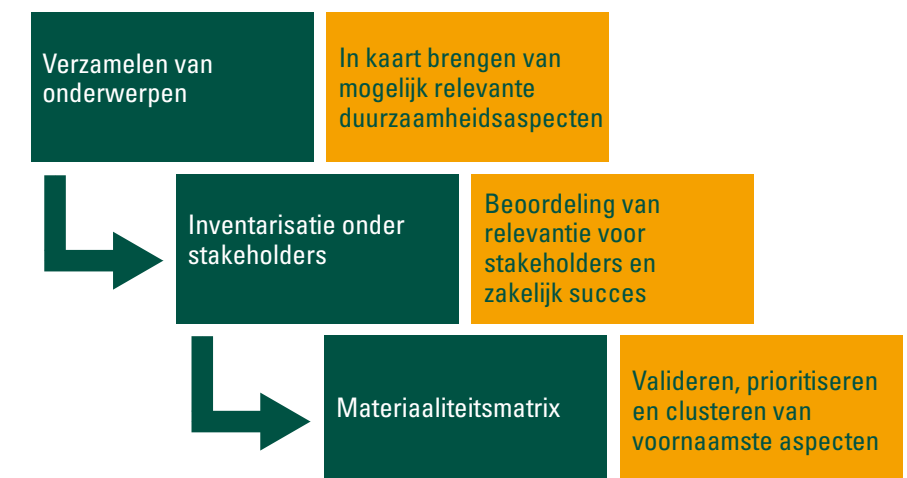 Verzamelen van
onderwerpen
In kaart brengen van
mogelijk relevante
duurzaamheidsaspecten
Inventarisatie onder
stakeholders
Beoordeling van
relevantie voor
stakeholders en
zakelijk succes
Materiaaliteitsmatrix
Valideren, prioritiseren
en clusteren van
voornaamste aspecten